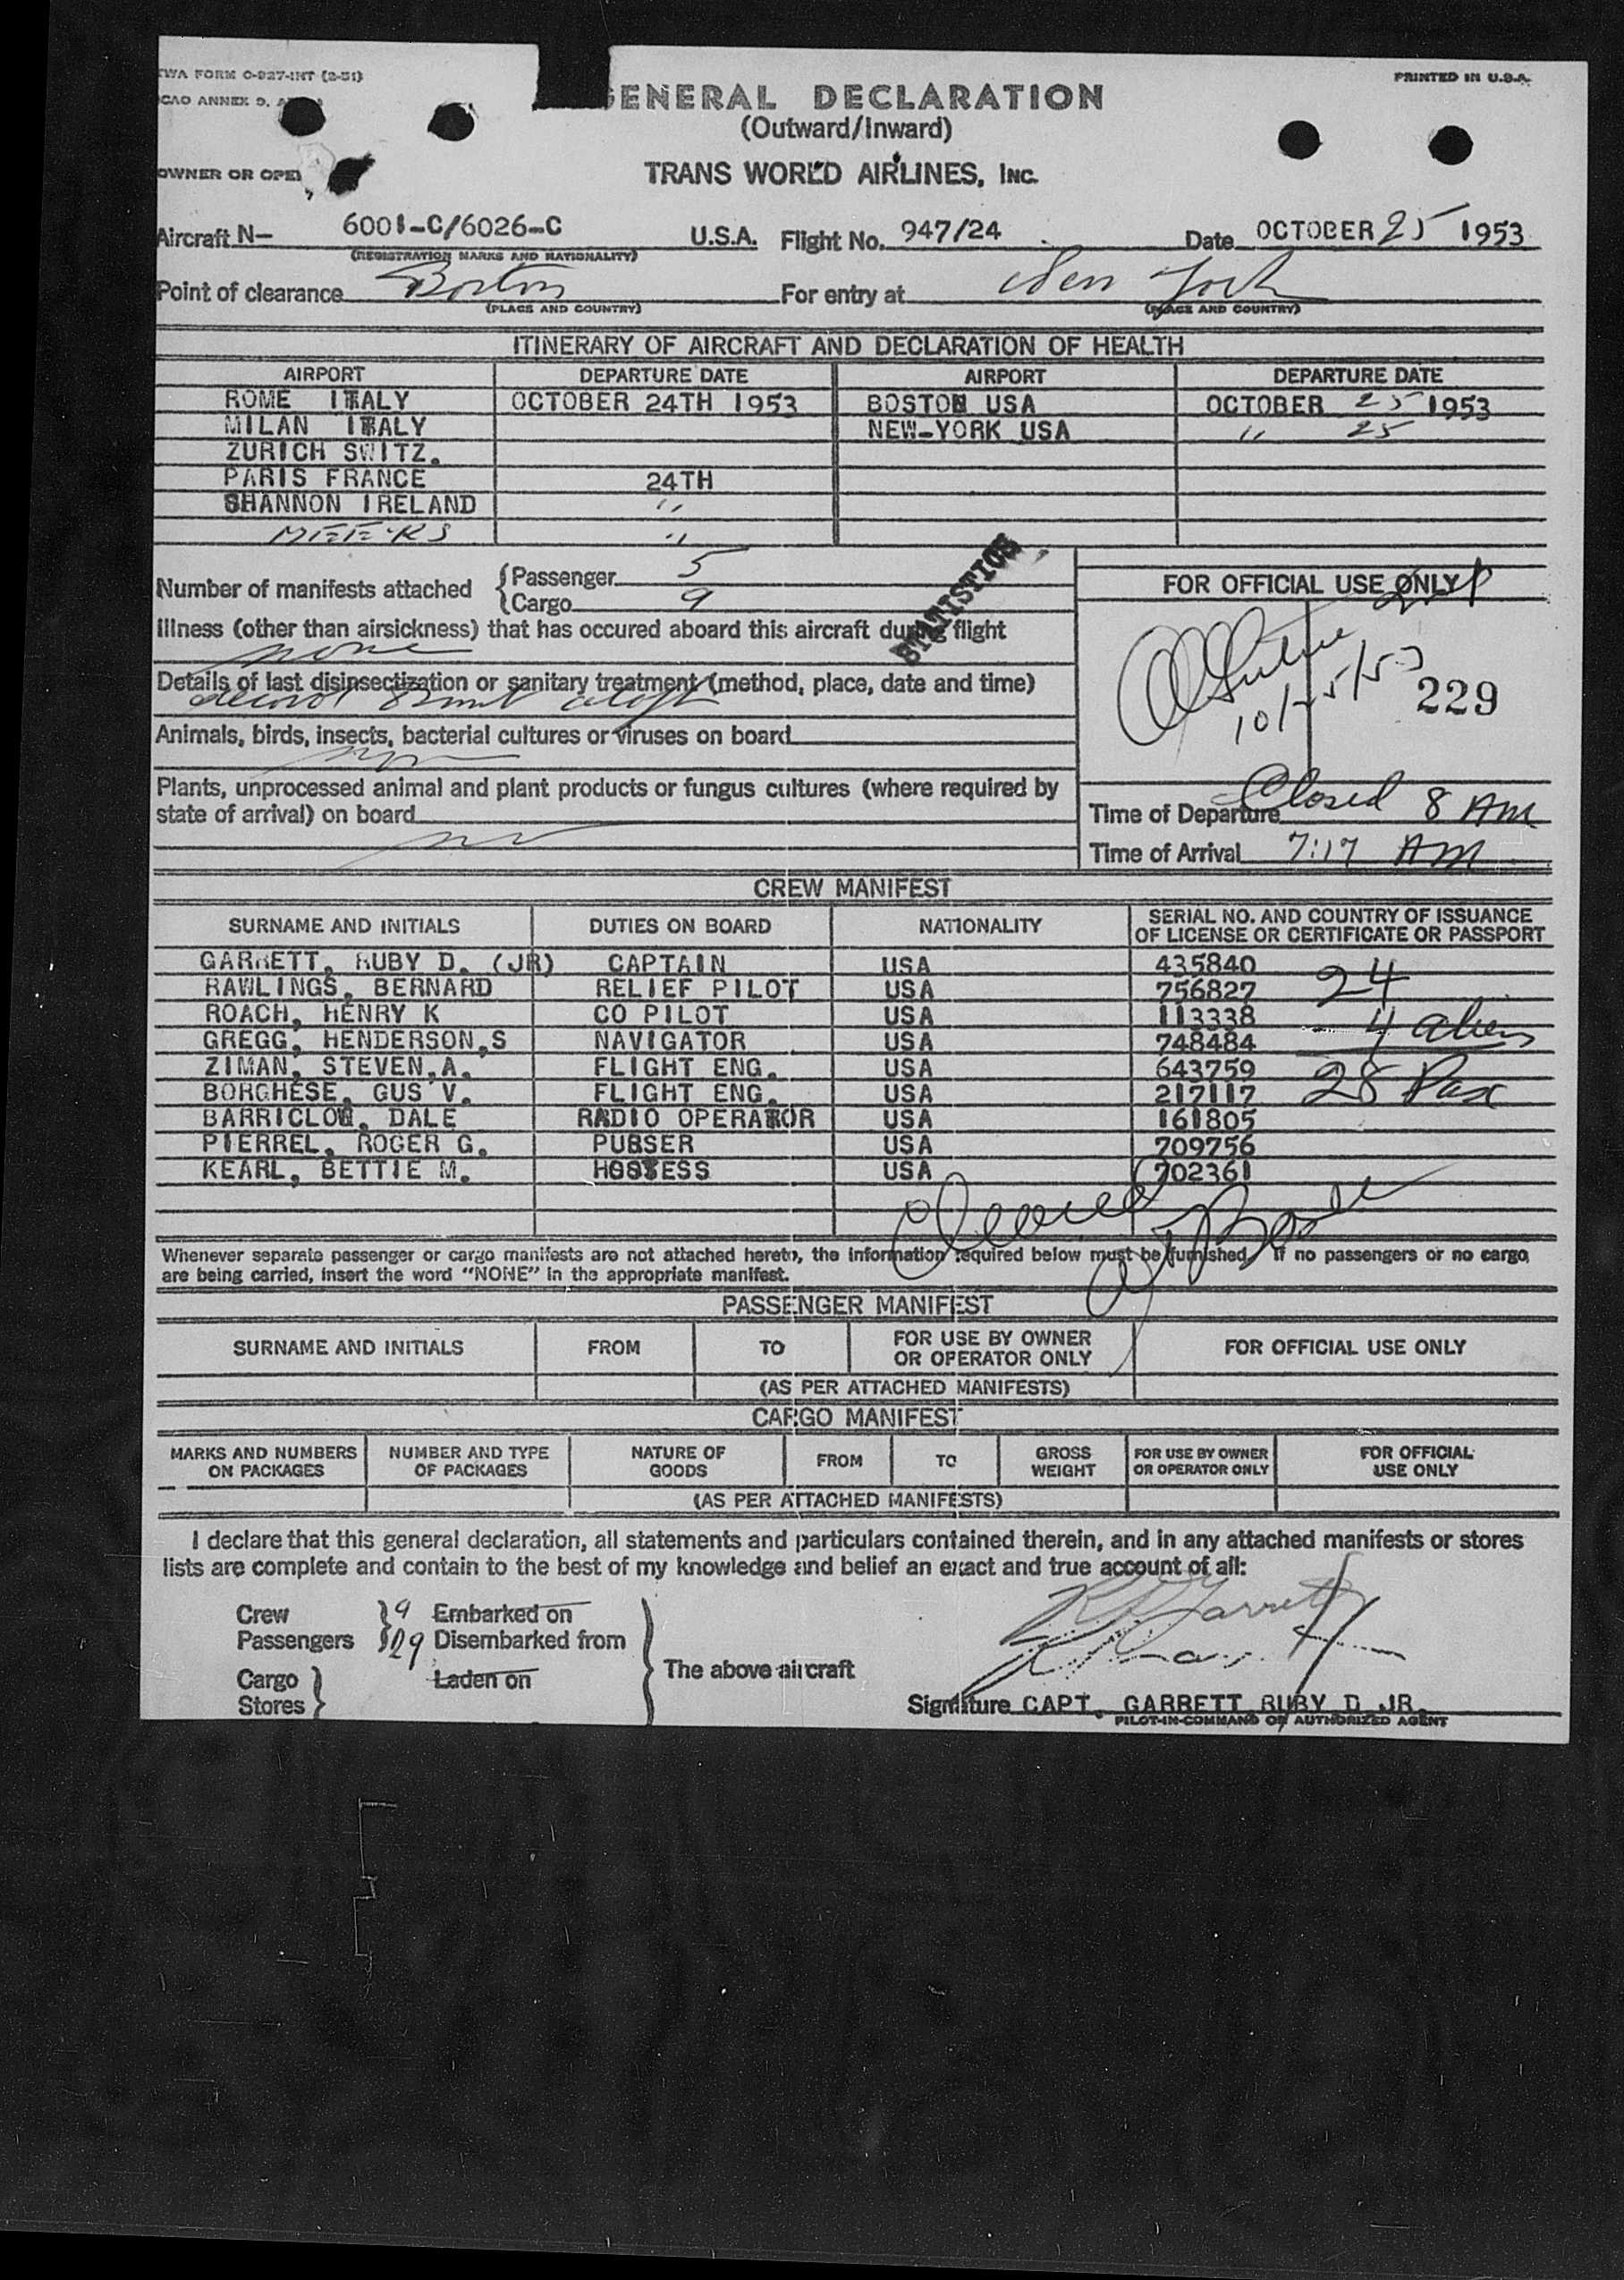 TWA FORM C-927-INT (2-51)
PRINTED IN U.S.A.
ICAO ANNEX 9,
GENERAL DECLARATION
(Outward/Inward)
OWNER OR OPE
TRANS WORLD AIRLINES, INC.
Aircraft N- 6001-C/6026-C U.S.A. Flight No. 947/24 Date OCTOBER 25 1953
(REGISTRATION MARKS AND NATIONALITY)
Point of clearance Boston For entry at New York
(PLACE AND COUNTRY) (PLACE AND COUNTRY)
ITINERARY OF AIRCRAFT AND DECLARATION OF HEALTH
AIRPORT DEPARTURE DATE AIRPORT DEPARTURE DATE
ROME ITALY OCTOBER 24TH 1953 BOSTON USA OCTOBER 25 1953
MILAN ITALY NEW-YORK USA " 25
ZURICH SWITZ.
PARIS FRANCE 24TH
SHANNON IRELAND "
MEEKS "
Number of manifests attached Passenger 5
Cargo 9
STATISTICS
FOR OFFICIAL USE ONLY
Illness (other than airsickness) that has occured aboard this aircraft during flight
none
10/25/53
229
Details of last disinsectization or sanitary treatment (method, place, date and time)
Animals, birds, insects, bacterial cultures or viruses on board
Plants, unprocessed animal and plant products or fungus cultures (where required by
state of arrival) on board
Time of Departure Closed 8 AM
Time of Arrival 7:17 AM
CREW MANIFEST
SURNAME AND INITIALS DUTIES ON BOARD NATIONALITY SERIAL NO. AND COUNTRY OF ISSUANCE
OF LICENSE OR CERTIFICATE OR PASSPORT
GARRETT, RUBY D. (JR) CAPTAIN USA 435840
RAWLINGS, BERNARD RELIEF PILOT USA 756827 24
ROACH, HENRY K CO PILOT USA 113338
GREGG, HENDERSON,S NAVIGATOR USA 748484 4 aliens
ZIMAN, STEVEN.A. FLIGHT ENG. USA 643759
BORGHESE, GUS V. FLIGHT ENG. USA 217117 28 Pax
BARRICLOW, DALE RADIO OPERATOR USA 161805
PIERREL, ROGER G. PURSER USA 709756
KEARL, BETTIE M. HOSTESS USA 702361
Whenever separate passenger or cargo manifests are not attached hereto, the information required below must be furnished. If no passengers or no cargo,
are being carried, insert the word "NONE" in the appropriate manifest.
PASSENGER MANIFEST
SURNAME AND INITIALS FROM TO FOR USE BY OWNER OR OPERATOR ONLY FOR OFFICIAL USE ONLY
(AS PER ATTACHED MANIFESTS)
CARGO MANIFEST
MARKS AND NUMBERS ON PACKAGES NUMBER AND TYPE OF PACKAGES NATURE OF GOODS FROM TO GROSS WEIGHT FOR USE BY OWNER OR OPERATOR ONLY FOR OFFICIAL USE ONLY
(AS PER ATTACHED MANIFESTS)
I declare that this general declaration, all statements and particulars contained therein, and in any attached manifests or stores
lists are complete and contain to the best of my knowledge and belief an exact and true account of all:
Crew 9 Embarked on
Passengers 29 Disembarked from
The above aircraft
Cargo Laden on
Stores
R D Garrett
Signature CAPT. GARRETT RUBY D JR.
PILOT-IN-COMMAND OR AUTHORIZED AGENT